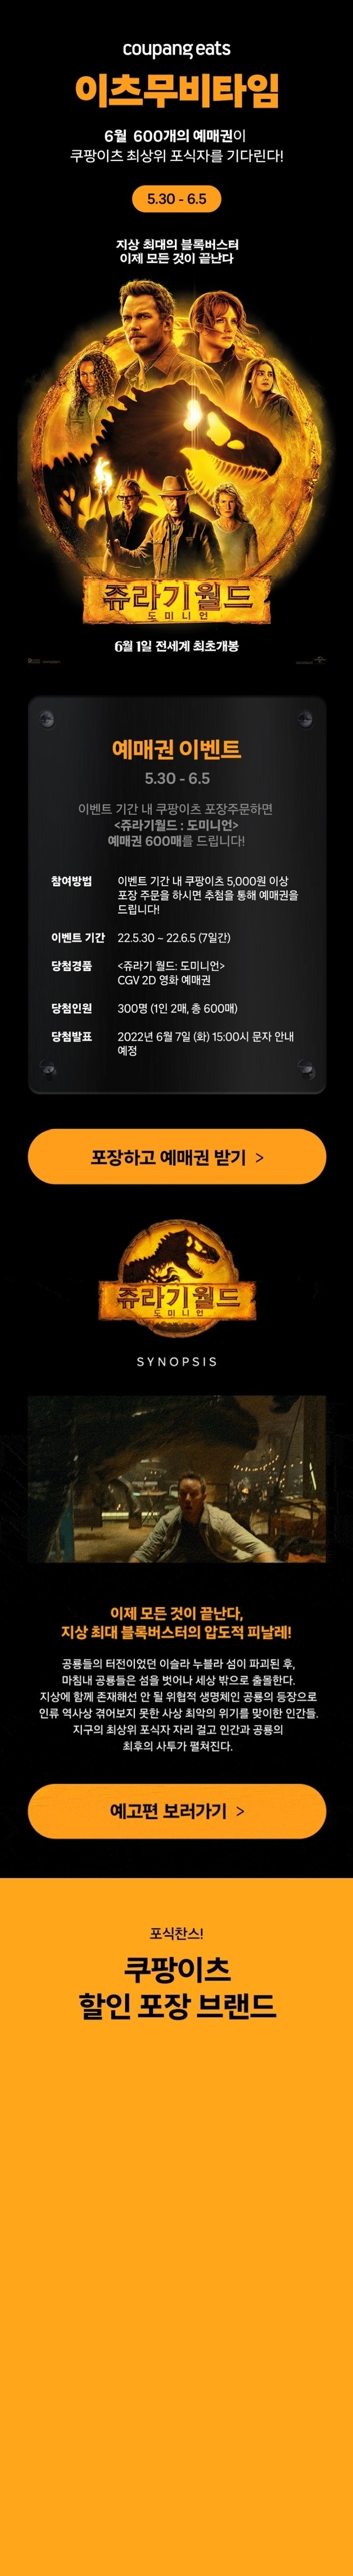 coupang eats
이츠무비타임
6월 600개의 예매권이
쿠팡이츠 최상위 포식자를 기다린다!
5.30 - 6.5
지상 최대의 블록버스터
이제 모든 것이 끝난다
쥬라기월드
도미니언
6월 1일 전세계 최초개봉
예매권 이벤트
5.30 - 6.5
이벤트 기간 내 쿠팡이츠 포장주문하면
<쥬라기월드 : 도미니언>
예매권 600매를 드립니다!
참여방법 이벤트 기간 내 쿠팡이츠 5,000원 이상
포장 주문을 하시면 추첨을 통해 예매권을
드립니다!
이벤트 기간 22.5.30 ~ 22.6.5 (7일간)
당첨경품 <쥬라기 월드: 도미니언>
CGV 2D 영화 예매권
당첨인원 300명 (1인 2매, 총 600매)
당첨발표 2022년 6월 7일 (화) 15:00시 문자 안내
예정
포장하고 예매권 받기 >
쥬라기월드
도미니언
SYNOPSIS
이제 모든 것이 끝난다,
지상 최대 블록버스터의 압도적 피날레!
공룡들의 터전이었던 이슬라 누블라 섬이 파괴된 후,
마침내 공룡들은 섬을 벗어나 세상 밖으로 출몰한다.
지상에 함께 존재해선 안 될 위협적 생명체인 공룡의 등장으로
인류 역사상 겪어보지 못한 사상 최악의 위기를 맞이한 인간들.
지구의 최상위 포식자 자리 걸고 인간과 공룡의
최후의 사투가 펼쳐진다.
예고편 보러가기 >
포식찬스!
쿠팡이츠
할인 포장 브랜드